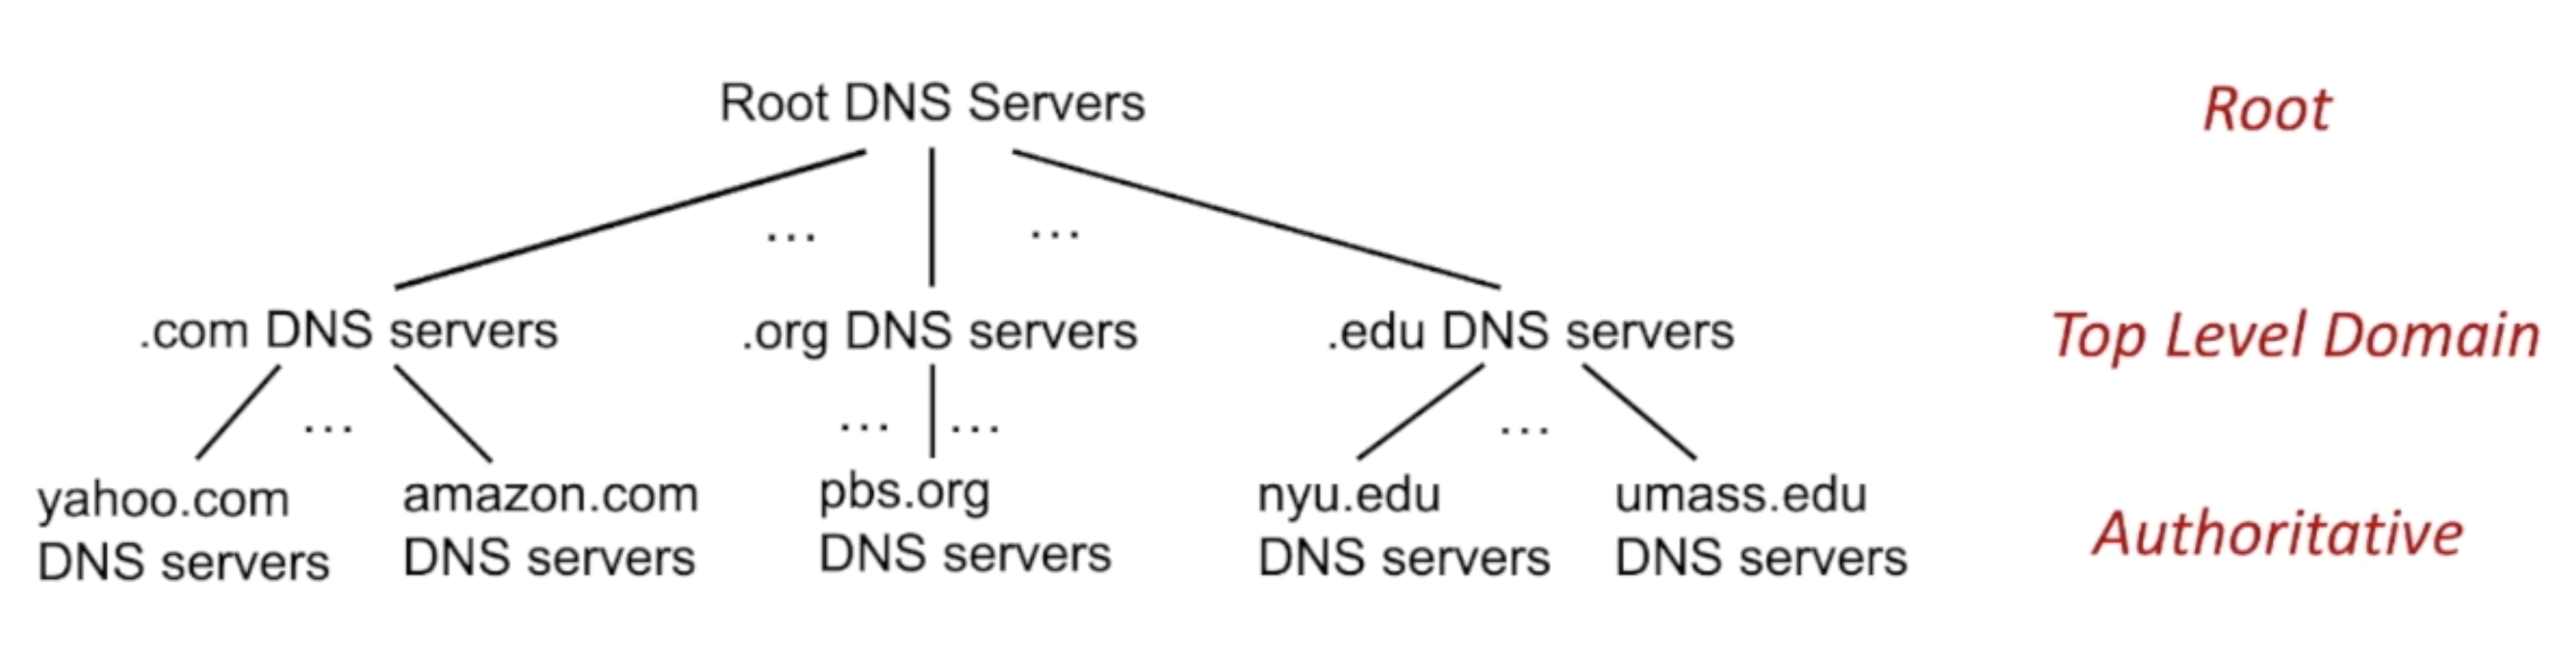 Root DNS Servers
Root
... ...
.com DNS servers
.org DNS servers
.edu DNS servers
Top Level Domain
... ... ... ...
yahoo.com
DNS servers
amazon.com
DNS servers
pbs.org
DNS servers
nyu.edu
DNS servers
umass.edu
DNS servers
Authoritative